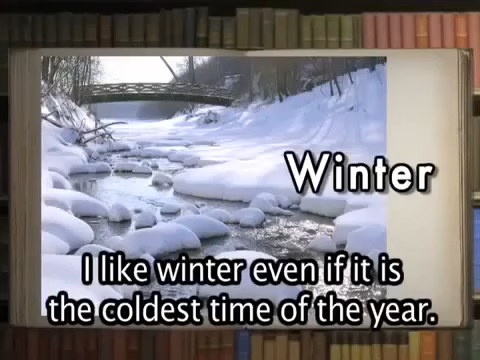 Winter
I like winter even if it is
the coldest time of the year.